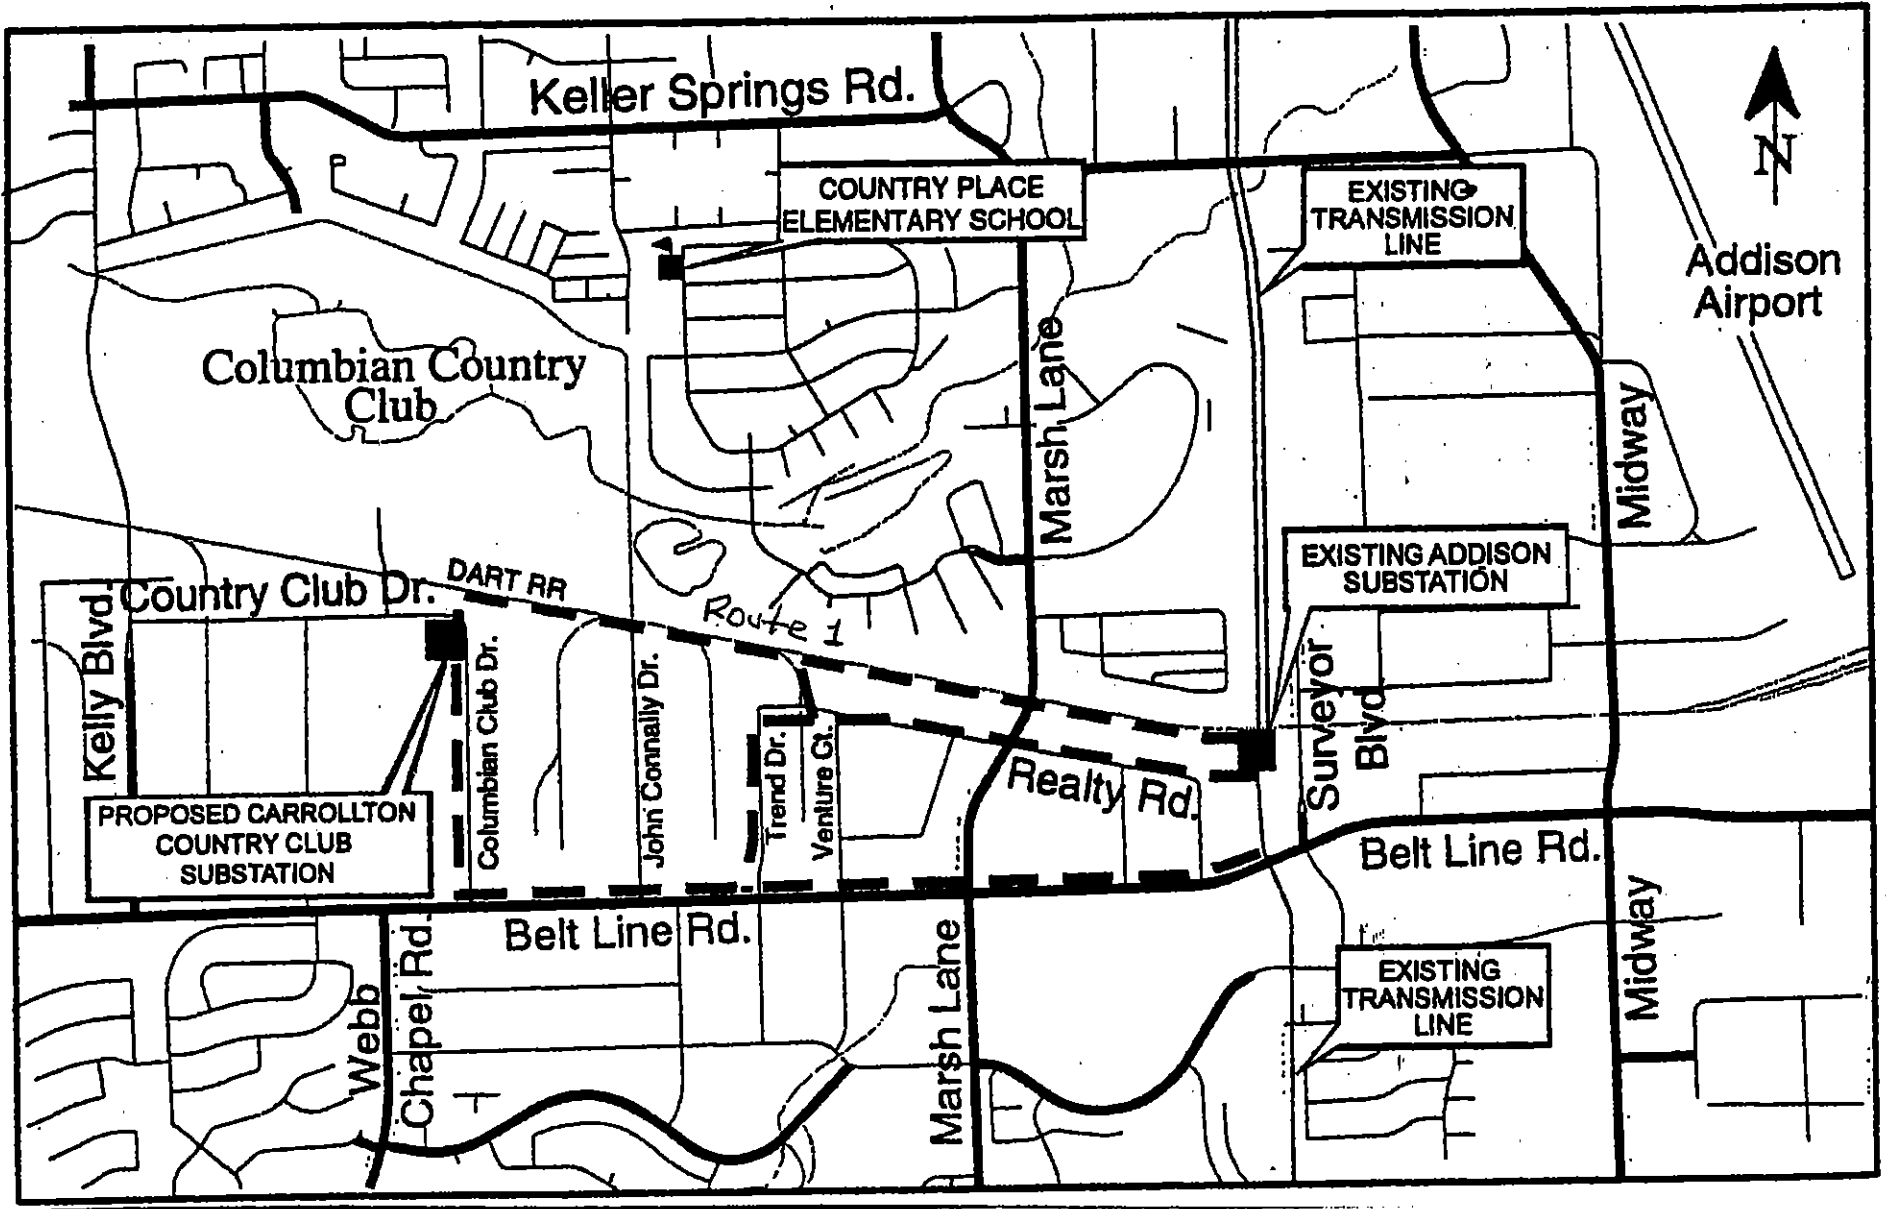 Keller Springs Rd.
N
COUNTRY PLACE
ELEMENTARY SCHOOL
EXISTING
TRANSMISSION
LINE
Addison
Airport
Columbian Country
Club
Marsh Lane
Midway
EXISTING ADDISON
SUBSTATION
DART RR
Country Club Dr.
Route 1
Kelly Blvd.
Columbian Club Dr.
John Connally Dr.
Trend Dr.
Venture Ct.
Surveyor
Blvd
Realty Rd.
PROPOSED CARROLLTON
COUNTRY CLUB
SUBSTATION
Belt Line Rd.
Belt Line Rd.
Webb
Chapel Rd.
Marsh Lane
EXISTING
TRANSMISSION
LINE
Midway